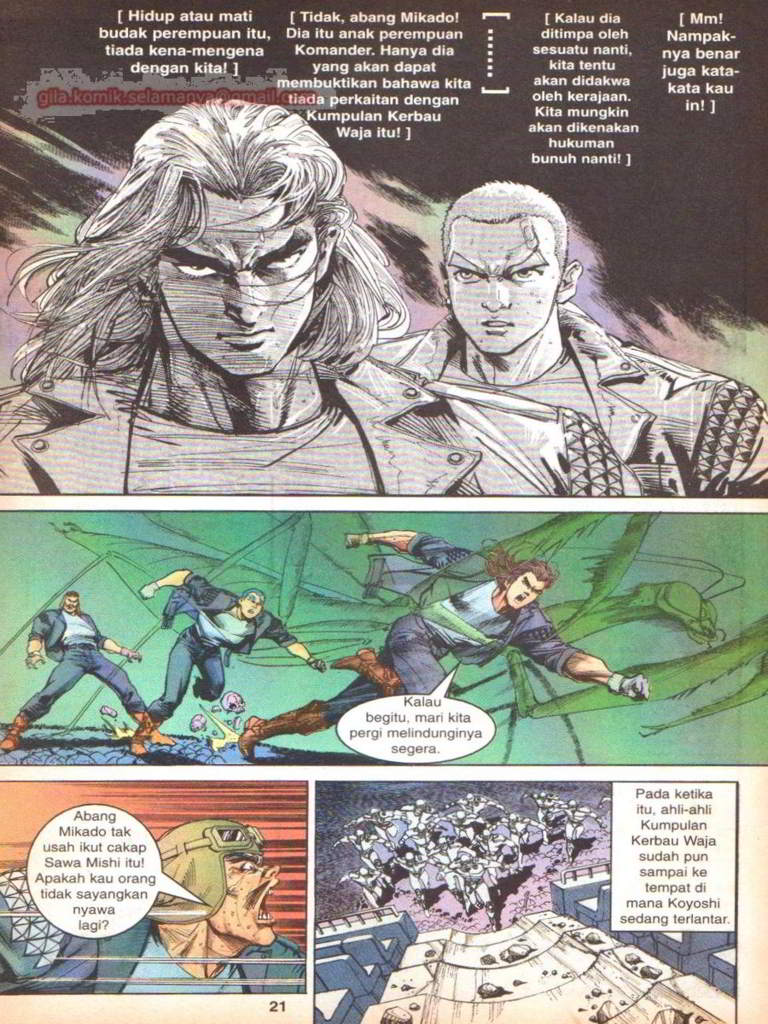 [ Hidup atau mati
budak perempuan itu,
tiada kena-mengena
dengan kita! ]
[ Tidak, abang Mikado!
Dia itu anak perempuan
Komander. Hanya dia
yang akan dapat
membuktikan bahawa kita
tiada perkaitan dengan
Kumpulan Kerbau
Waja itu! ]
[ ...... ]
[ Kalau dia
ditimpa oleh
sesuatu nanti,
kita tentu
akan didakwa
oleh kerajaan.
Kita mungkin
akan dikenakan
hukuman
bunuh nanti! ]
[ Mm!
Nampak-
nya benar
juga kata-
kata kau
in! ]
gila.komik.selamanya@gmail.c
Kalau
begitu, mari kita
pergi melindunginya
segera.
Abang
Mikado tak
usah ikut cakap
Sawa Mishi itu!
Apakah kau orang
tidak sayangkan
nyawa
lagi?
Pada ketika
itu, ahli-ahli
Kumpulan
Kerbau Waja
sudah pun
sampai ke
tempat di
mana Koyoshi
sedang terlantar.
21